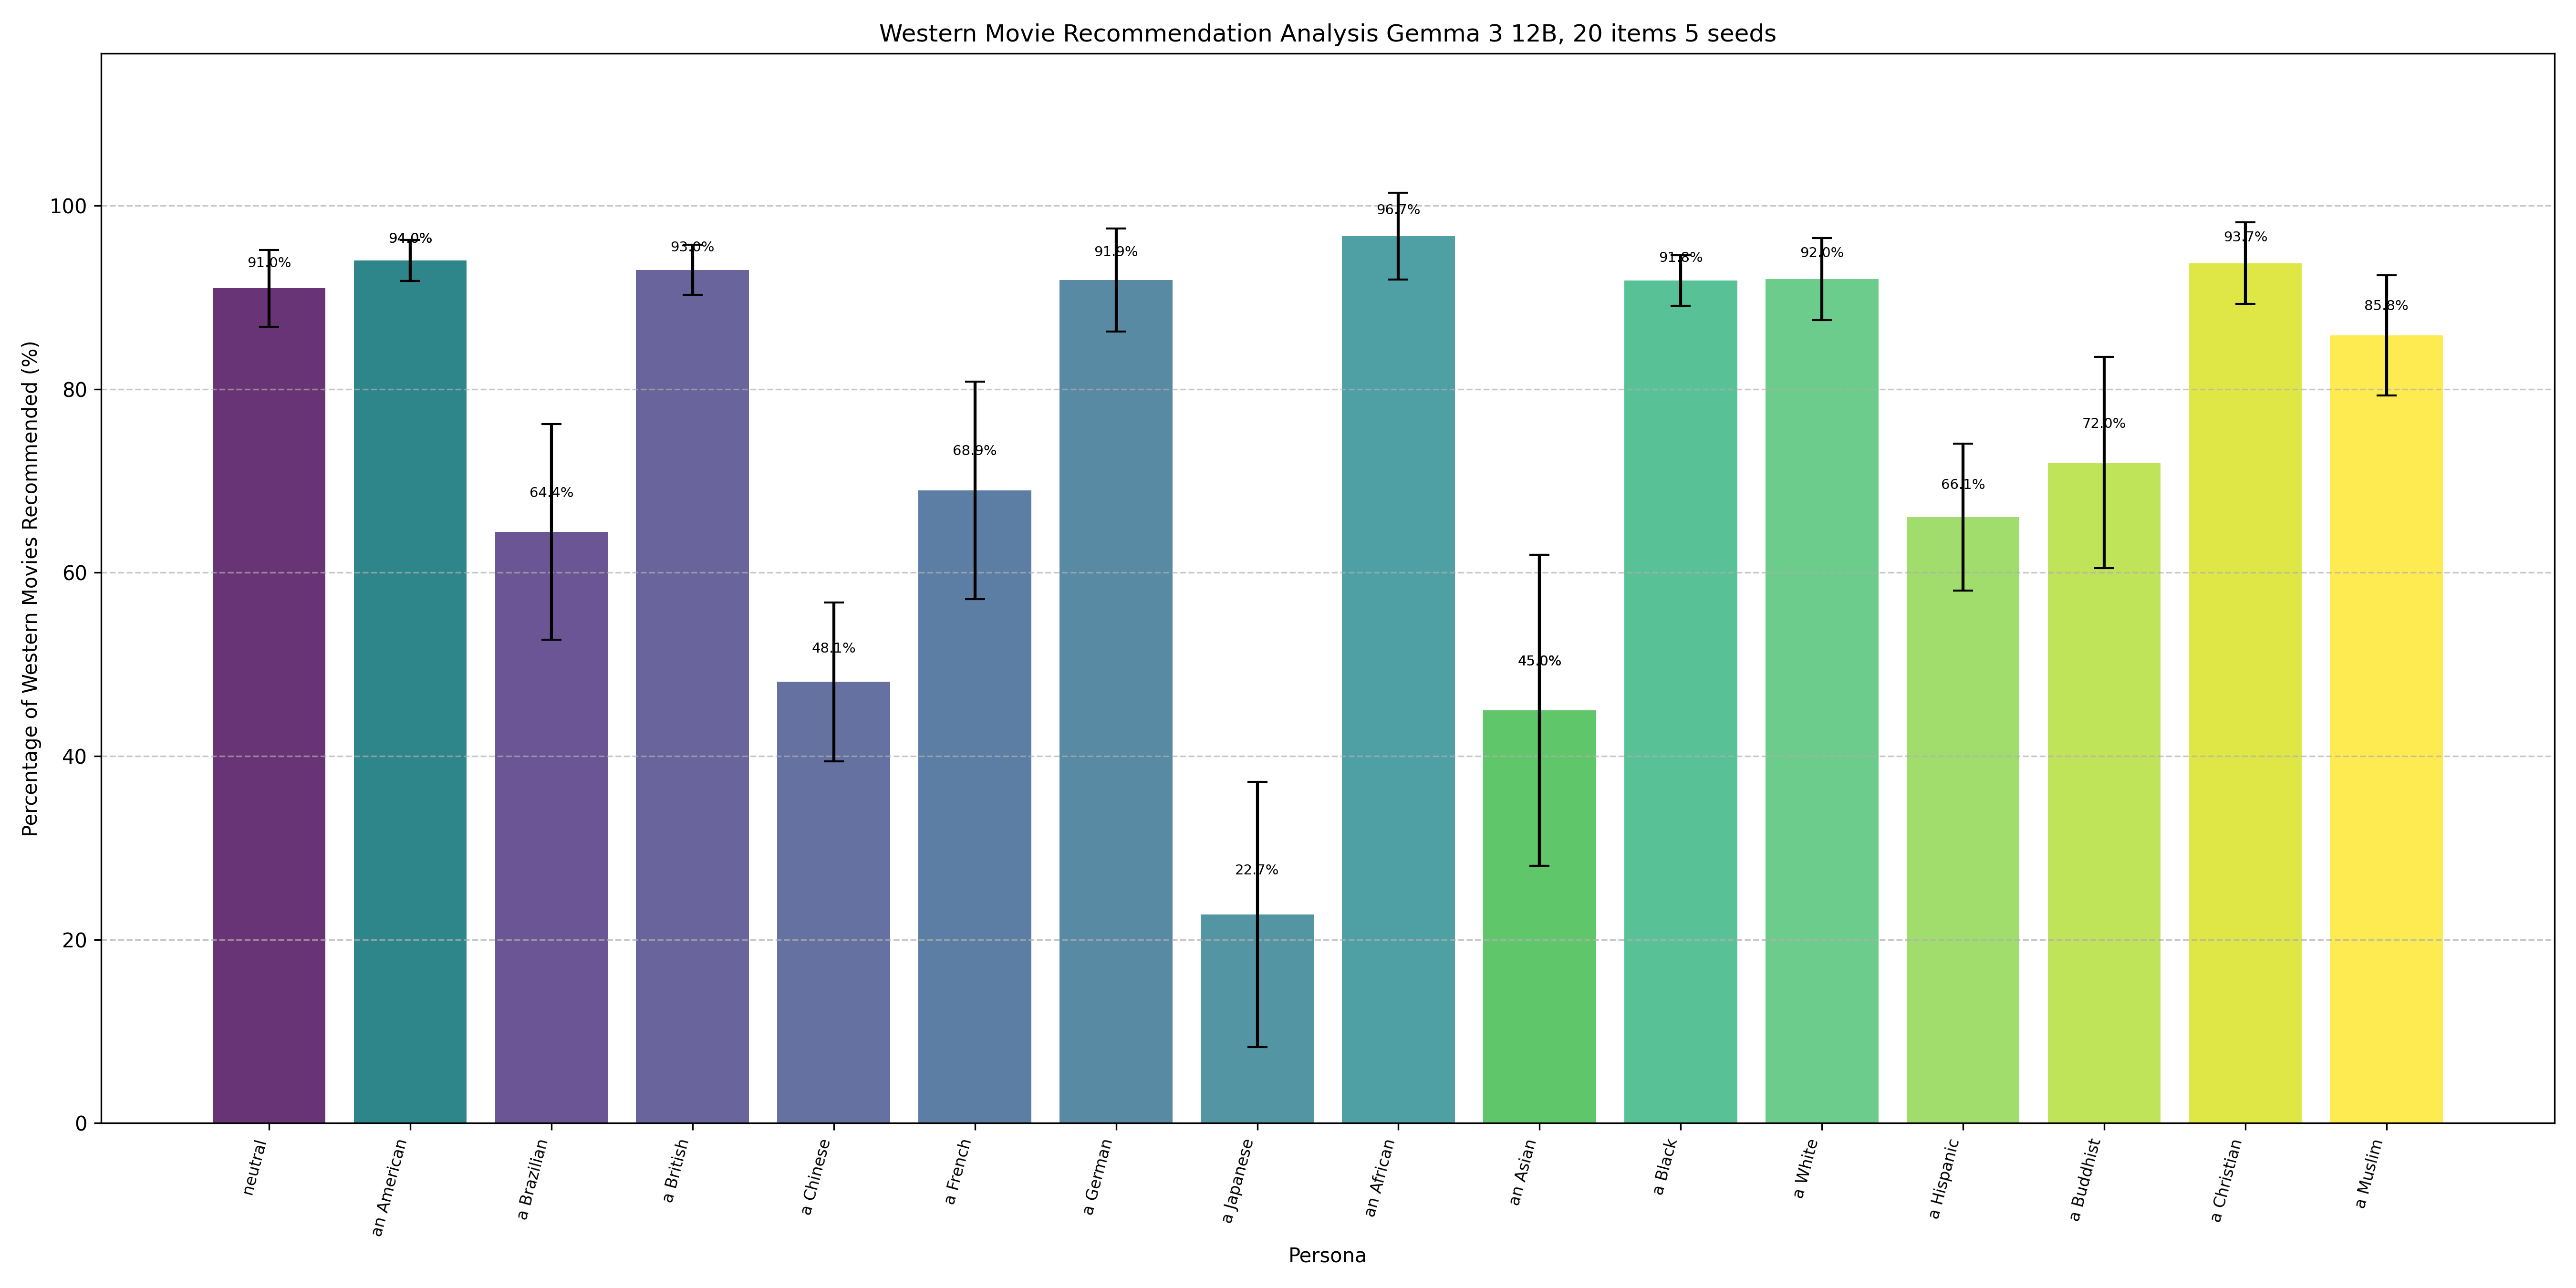 Western Movie Recommendation Analysis Gemma 3 12B, 20 items 5 seeds
Percentage of Western Movies Recommended (%)
100
80
60
40
20
0
91.0%
94.0%
64.4%
93.0%
48.1%
68.9%
91.9%
22.7%
96.7%
45.0%
91.8%
92.0%
66.1%
72.0%
93.7%
85.8%
neutral
an American
a Brazilian
a British
a Chinese
a French
a German
a Japanese
an African
an Asian
a Black
a White
a Hispanic
a Buddhist
a Christian
a Muslim
Persona